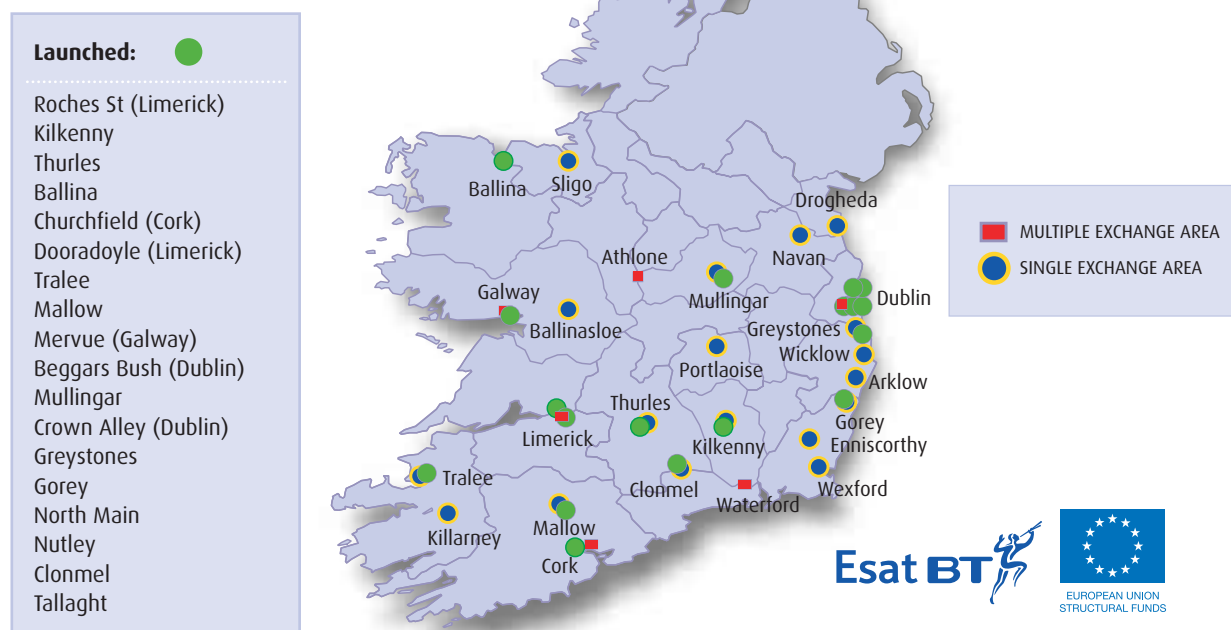 Launched:
Roches St (Limerick)
Kilkenny
Thurles
Ballina
Churchfield (Cork)
Dooradoyle (Limerick)
Tralee
Mallow
Mervue (Galway)
Beggars Bush (Dublin)
Mullingar
Crown Alley (Dublin)
Greystones
Gorey
North Main
Nutley
Clonmel
Tallaght
Ballina
Sligo
Drogheda
Navan
Athlone
Mullingar
Galway
Ballinasloe
Dublin
Greystones
Wicklow
Portlaoise
Arklow
Thurles
Limerick
Kilkenny
Gorey
Enniscorthy
Tralee
Clonmel
Wexford
Waterford
Killarney
Mallow
Cork
MULTIPLE EXCHANGE AREA
SINGLE EXCHANGE AREA
Esat BT
EUROPEAN UNION
STRUCTURAL FUNDS